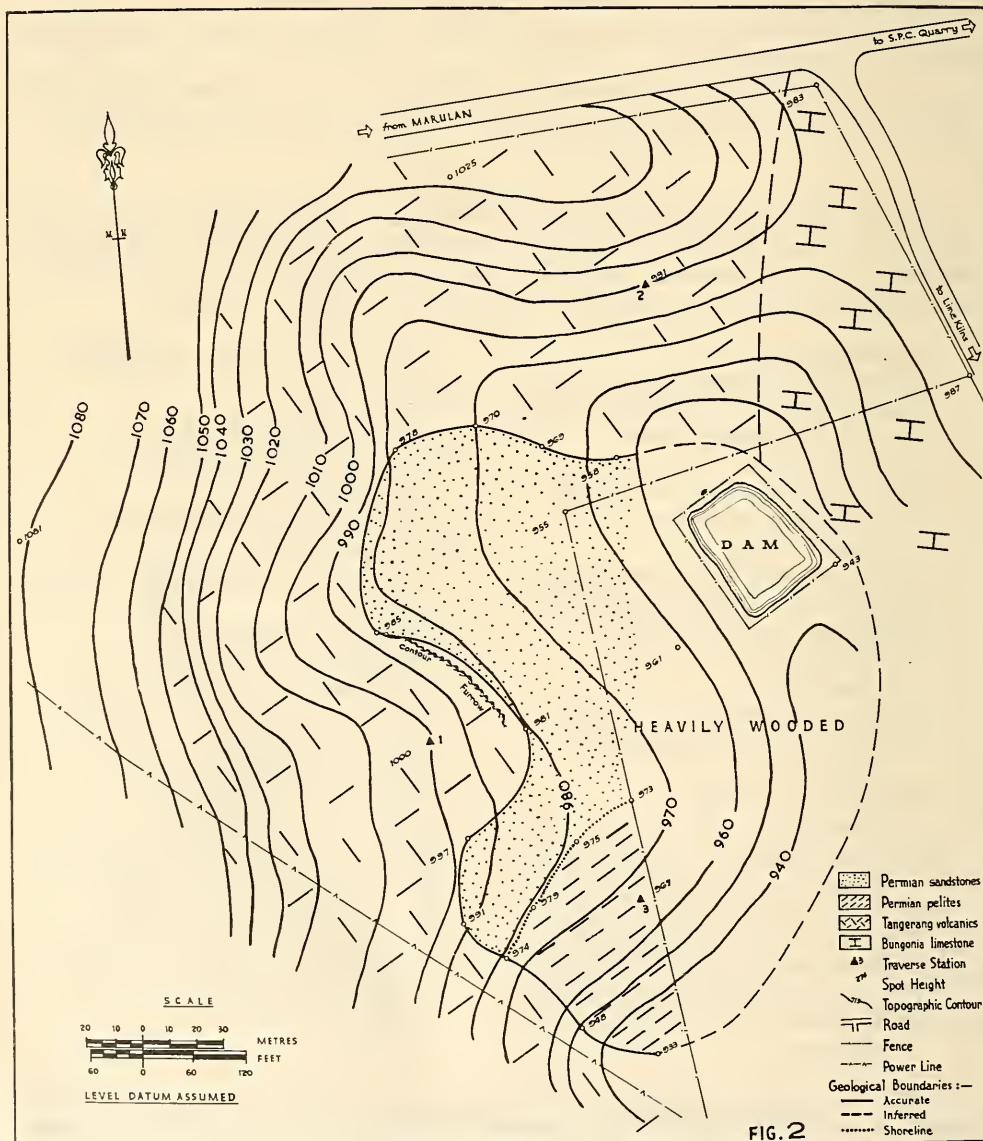 to S.P.C. Quarry
from MARULAN
983
1025
M N
991
2
to Lime Kilns
987
1080
1070
1060
1050
1040
1030
1020
1010
1000
990
978
970
969
958
955
1081
DAM
943
985
Contour
Furrow
961
981
HEAVILY WOODED
1
1000
980
973
970
975
960
997
940
969
979
3
991
974
948
933
Permian sandstones
Permian pelites
Tangerang volcanics
Bungonia limestone
3 Traverse Station
Spot Height
Topographic Contour
Road
Fence
Power Line
Geological Boundaries :—
Accurate
Inferred
Shoreline
SCALE
20 10 0 10 20 30 METRES
60 0 60 120 FEET
LEVEL DATUM ASSUMED
FIG. 2